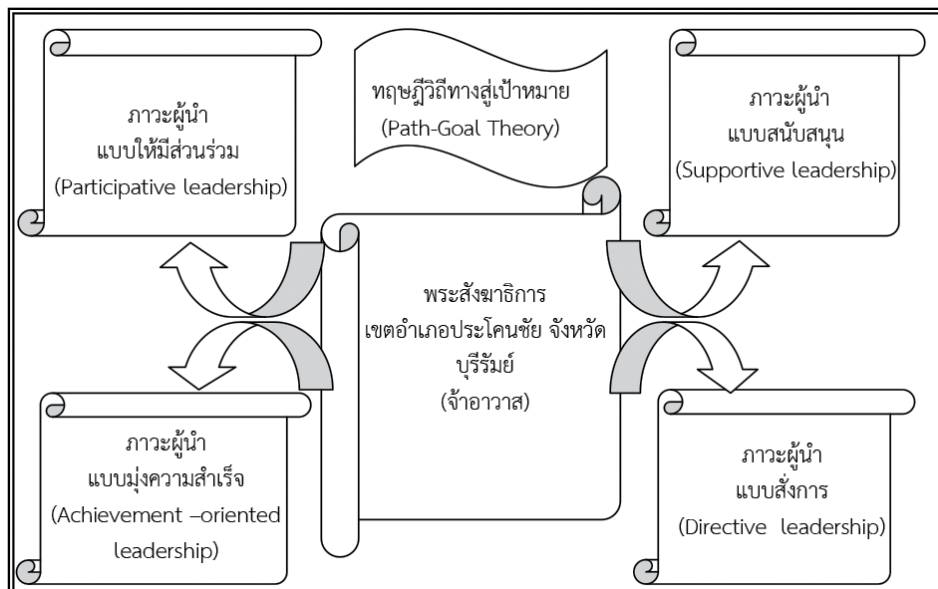 ภาวะผู้นำ
แบบให้มีส่วนร่วม
(Participative leadership)
ทฤษฎีวิถีทางสู่เป้าหมาย
(Path-Goal Theory)
ภาวะผู้นำ
แบบสนับสนุน
(Supportive leadership)
พระสังฆาธิการ
เขตอำเภอประโคนชัย จังหวัด
บุรีรัมย์
(จ้าอาวาส)
ภาวะผู้นำ
แบบมุ่งความสำเร็จ
(Achievement –oriented
leadership)
ภาวะผู้นำ
แบบสั่งการ
(Directive leadership)